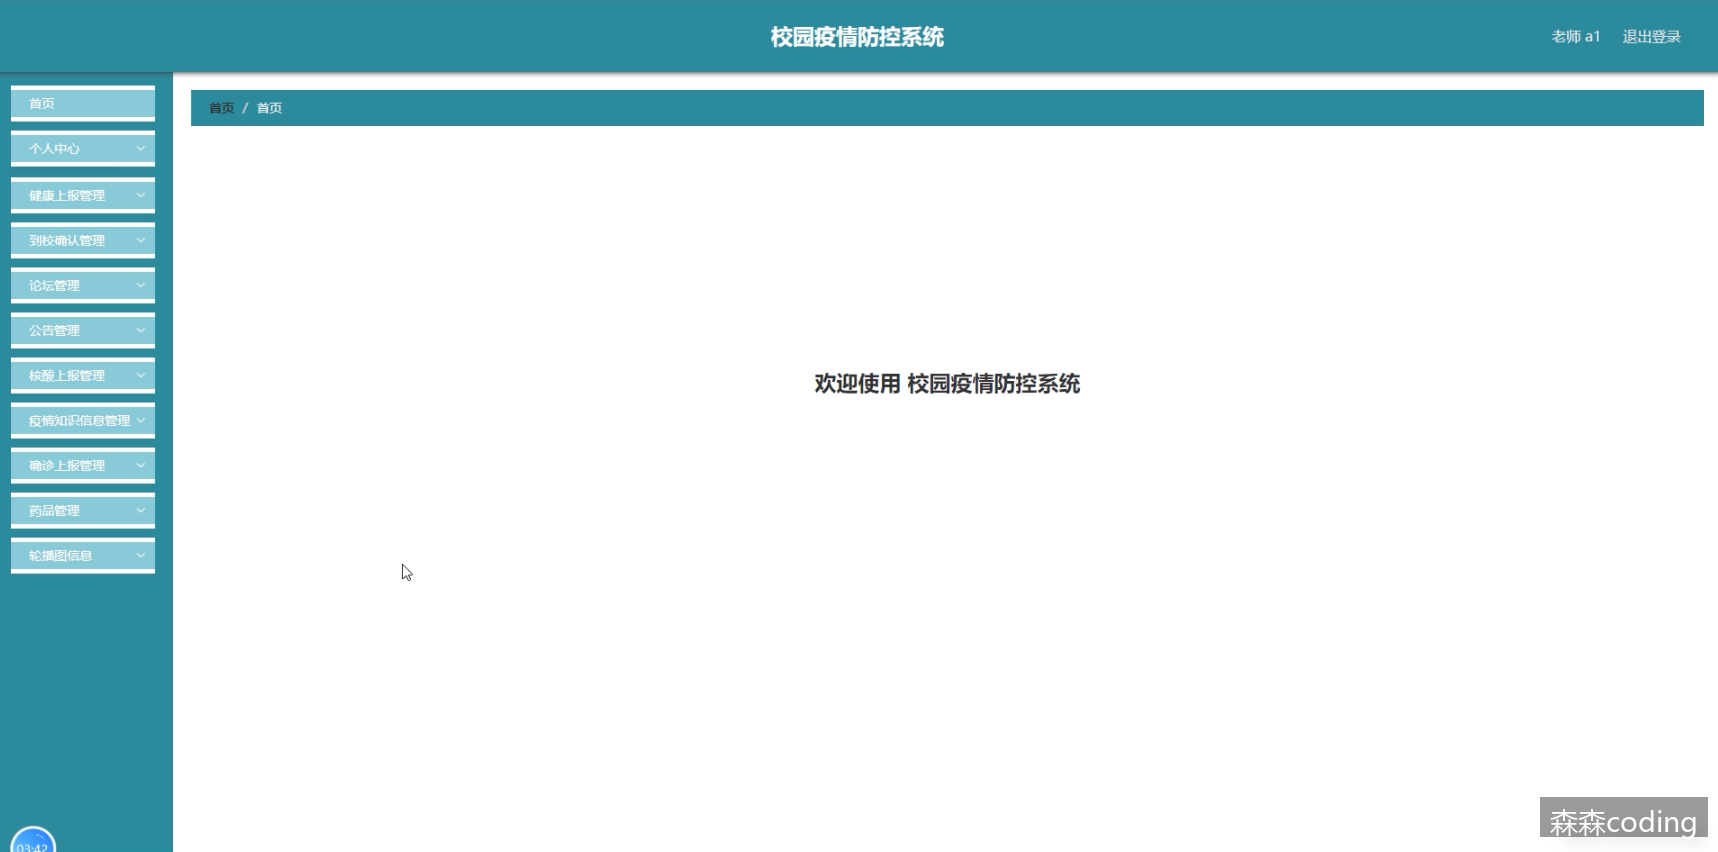 校园疫情防控系统
老师 a1
退出登录
首页
首页 / 首页
个人中心
健康上报管理
到校确认管理
论坛管理
公告管理
核酸上报管理
疫情知识信息管理
确诊上报管理
药品管理
轮播图信息
欢迎使用 校园疫情防控系统
03:42
森森coding